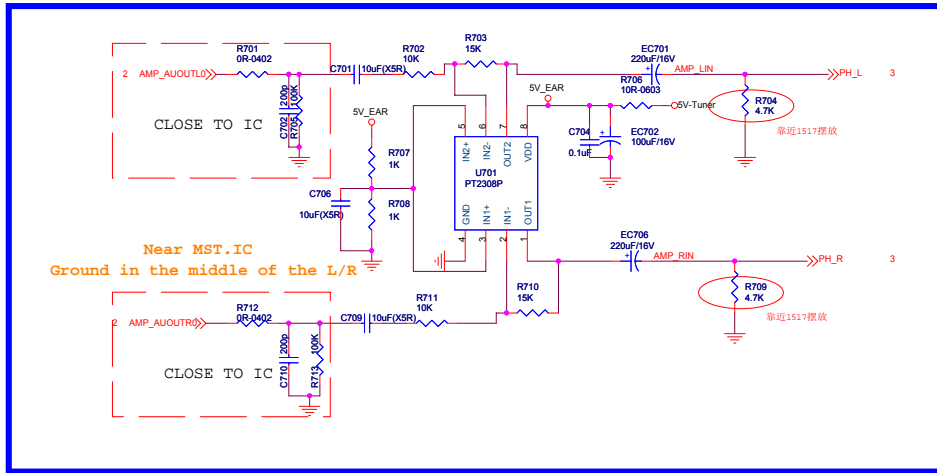 R701
0R-0402
2 AMP_AUOUTL0
C702
200p
R705
100K
CLOSE TO IC
C701
10uF(X5R)
R702
10K
R703
15K
EC701
220uF/16V
AMP_LIN
PH_L 3
R704
4.7K
靠近1517摆放
5V_EAR
R706
10R-0603
5V-Tuner
C704
0.1uF
EC702
100uF/16V
5V_EAR
R707
1K
C706
10uF(X5R)
R708
1K
5 6 7 8
IN2+ IN2- OUT2 VDD
U701
PT2308P
GND IN1+ IN1- OUT1
4 3 2 1
Near MST.IC
Ground in the middle of the L/R
EC706
220uF/16V
AMP_RIN
PH_R 3
R709
4.7K
靠近1517摆放
R710
15K
R711
10K
C709
10uF(X5R)
R712
0R-0402
2 AMP_AUOUTR0
C710
200p
R713
100K
CLOSE TO IC